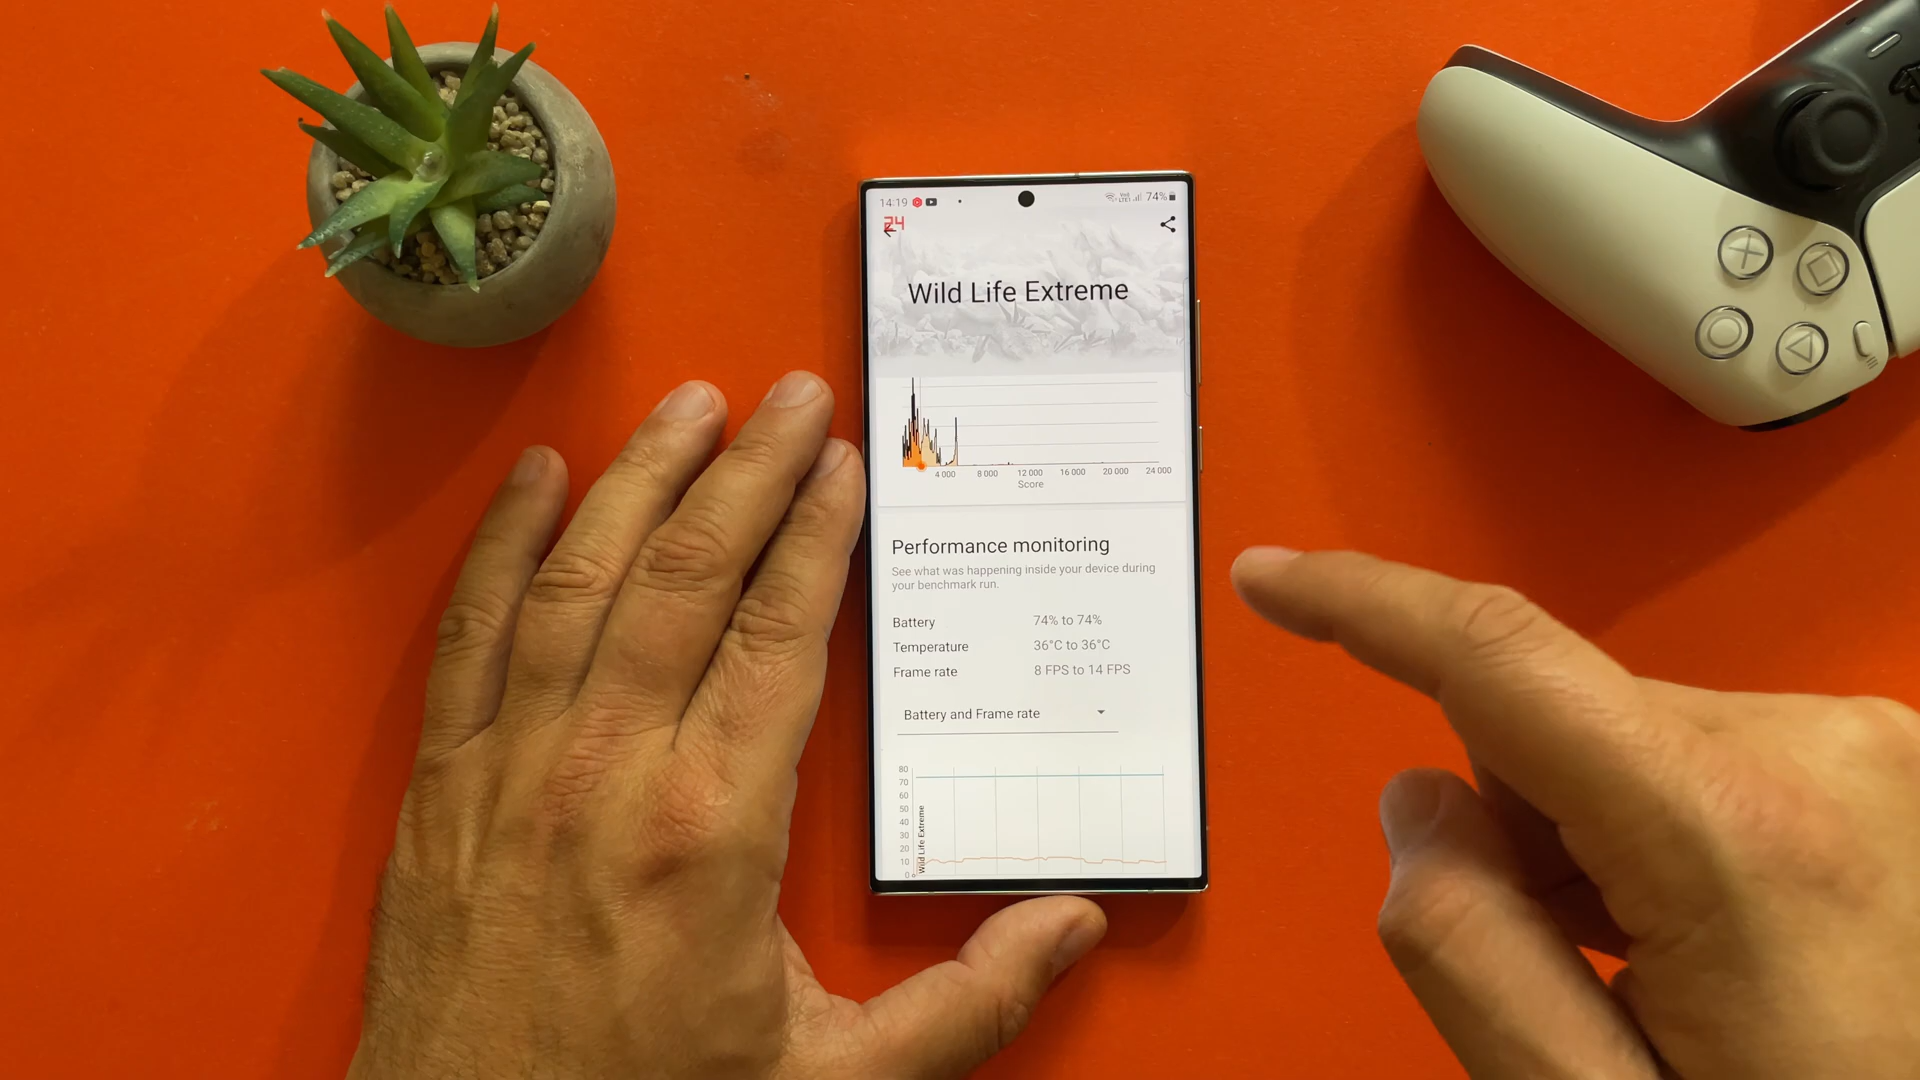 14:19 74%
24
Wild Life Extreme
4 000 8 000 12 000 16 000 20 000 24 000
Score
Performance monitoring
See what was happening inside your device during
your benchmark run.
Battery 74% to 74%
Temperature 36°C to 36°C
Frame rate 8 FPS to 14 FPS
Battery and Frame rate
80
70
60
50
40
30
20
10
0
Wild Life Extreme